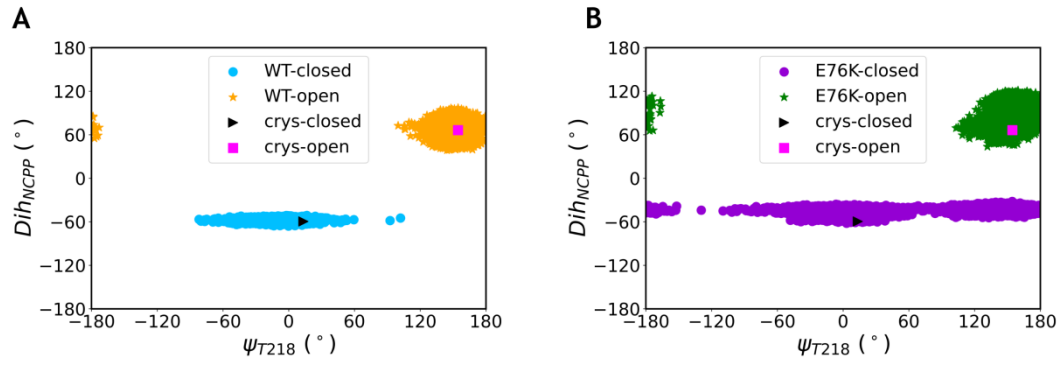 A
B
180
120
60
0
−60
−120
−180
Dih_NCPP (°)
WT-closed
WT-open
crys-closed
crys-open
−180 −120 −60 0 60 120 180
ψ_T218 (°)
180
120
60
0
−60
−120
−180
Dih_NCPP (°)
E76K-closed
E76K-open
crys-closed
crys-open
−180 −120 −60 0 60 120 180
ψ_T218 (°)